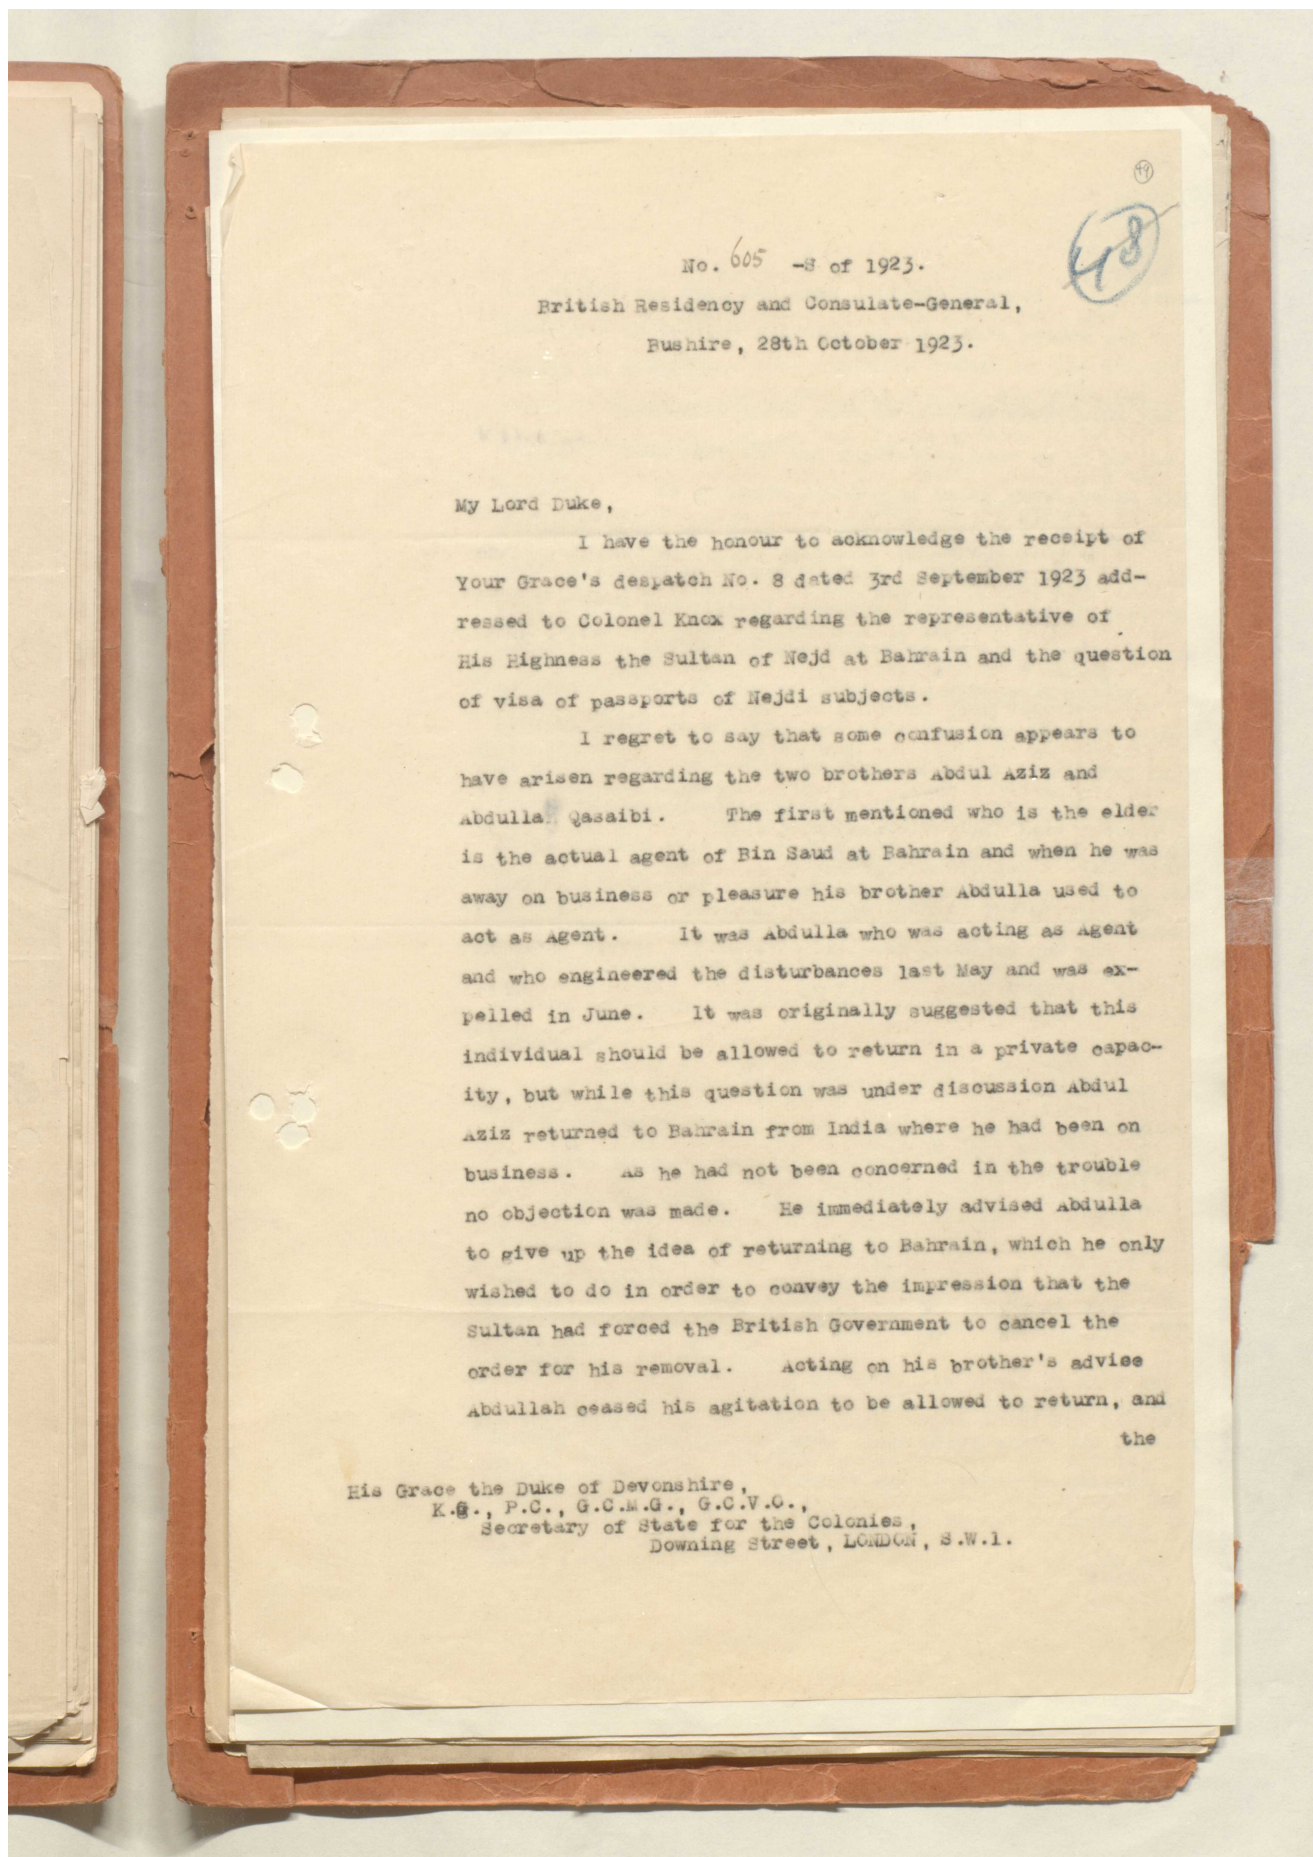 49
48
No. 605 -S of 1923.
British Residency and Consulate-General,
Bushire, 28th October 1923.
My Lord Duke,
I have the honour to acknowledge the receipt of
Your Grace's despatch No. 8 dated 3rd September 1923 add-
ressed to Colonel Knox regarding the representative of
His Highness the Sultan of Nejd at Bahrain and the question
of visa of passports of Nejdi subjects.
I regret to say that some confusion appears to
have arisen regarding the two brothers Abdul Aziz and
Abdulla Qasaibi. The first mentioned who is the elder
is the actual agent of Bin Saud at Bahrain and when he was
away on business or pleasure his brother Abdulla used to
act as Agent. It was Abdulla who was acting as Agent
and who engineered the disturbances last May and was ex-
pelled in June. It was originally suggested that this
individual should be allowed to return in a private capac-
ity, but while this question was under discussion Abdul
Aziz returned to Bahrain from India where he had been on
business. As he had not been concerned in the trouble
no objection was made. He immediately advised Abdulla
to give up the idea of returning to Bahrain, which he only
wished to do in order to convey the impression that the
Sultan had forced the British Government to cancel the
order for his removal. Acting on his brother's advise
Abdullah ceased his agitation to be allowed to return, and
the
His Grace the Duke of Devonshire,
K.G., P.C., G.C.M.G., G.C.V.O.,
Secretary of State for the Colonies,
Downing Street, LONDON, S.W.1.